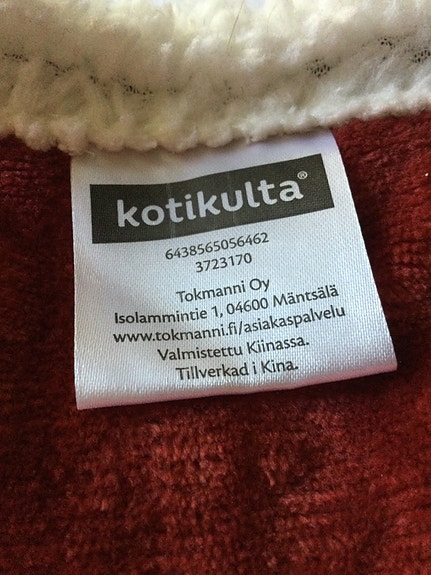 kotikulta®
6438565056462
3723170
Tokmanni Oy
Isolammintie 1, 04600 Mäntsälä
www.tokmanni.fi/asiakaspalvelu
Valmistettu Kiinassa.
Tillverkad i Kina.